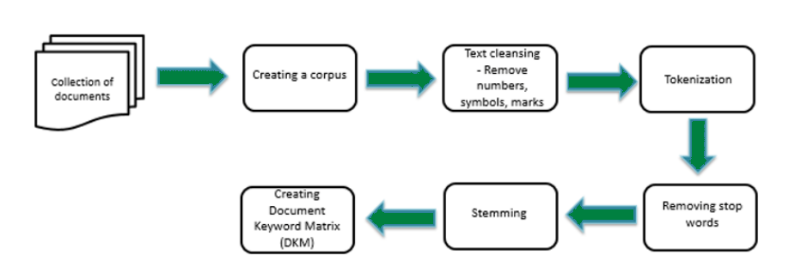 Collection of
documents
Creating a corpus
Text cleansing
- Remove
numbers,
symbols, marks
Tokenization
Removing stop
words
Stemming
Creating
Document
Keyword Matrix
(DKM)